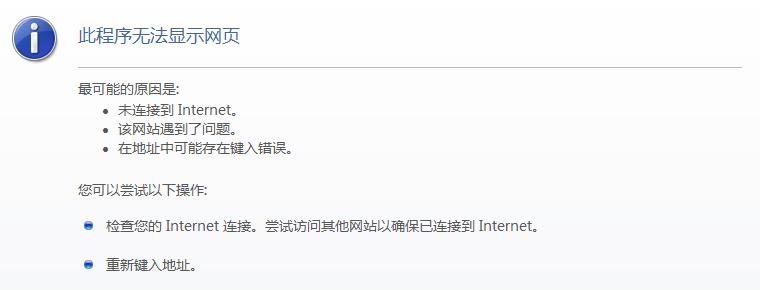 此程序无法显示网页
最可能的原因是:
未连接到 Internet。
该网站遇到了问题。
在地址中可能存在键入错误。
您可以尝试以下操作:
检查您的 Internet 连接。尝试访问其他网站以确保已连接到 Internet。
重新键入地址。